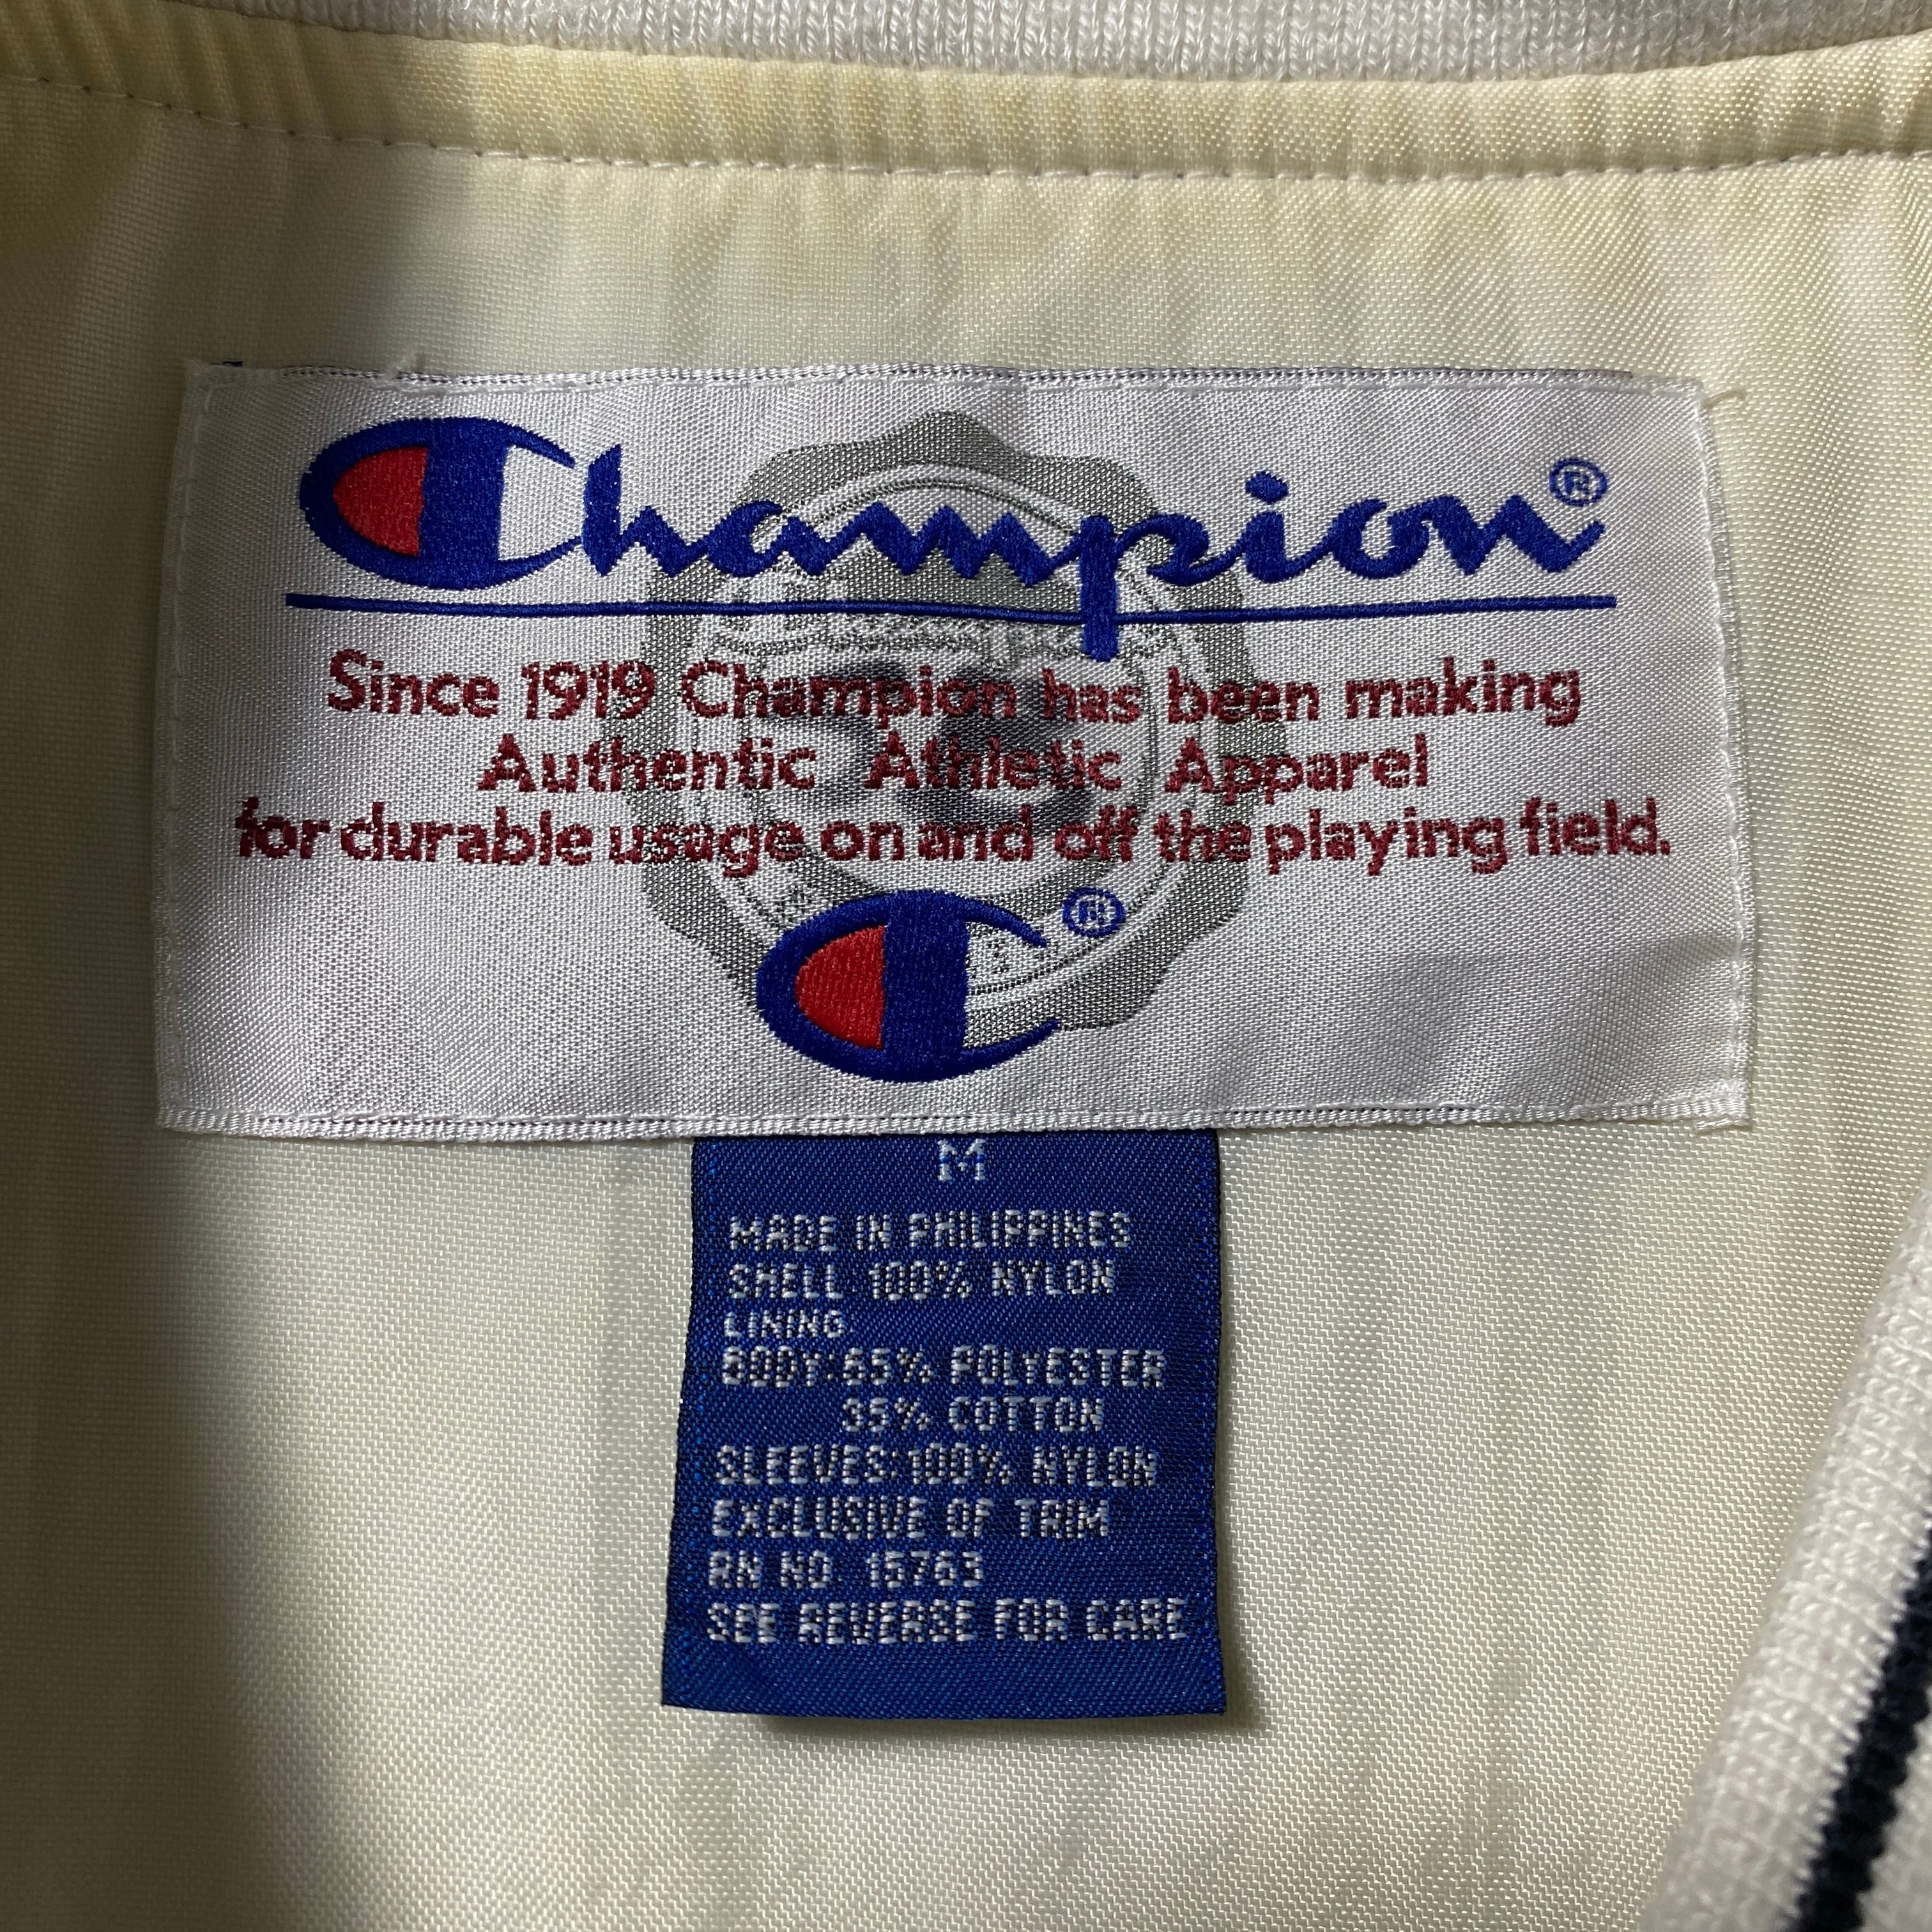 Champion®
Since 1919 Champion has been making
Authentic Athletic Apparel
for durable usage on and off the playing field.
®
M
MADE IN PHILIPPINES
SHELL 100% NYLON
LINING
BODY: 65% POLYESTER
35% COTTON
SLEEVES: 100% NYLON
EXCLUSIVE OF TRIM
RN NO. 15763
SEE REVERSE FOR CARE